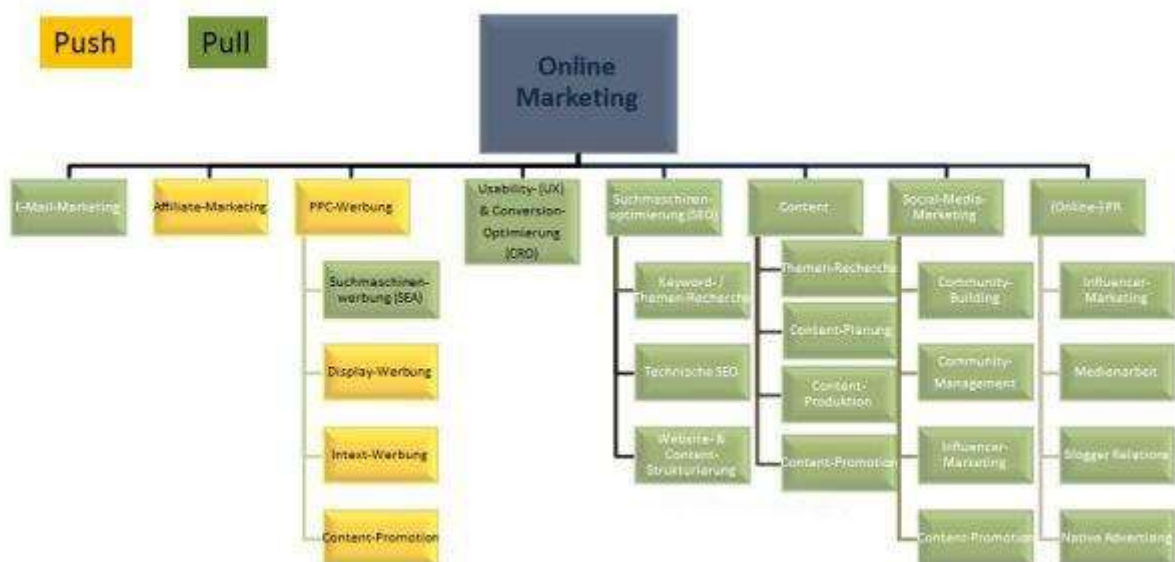 Push
Pull
Online
Marketing
E-Mail-Marketing
Affiliate-Marketing
PPC-Werbung
Usability- (UX)
& Conversion-
Optimierung
(CRO)
Suchmaschinen-
optimierung (SEO)
Content
Social-Media-
Marketing
(Online-) PR
Suchmaschinen-
werbung (SEA)
Display-Werbung
Intext-Werbung
Content-Promotion
Keyword- /
Themen-Recherche
Technische SEO
Website- &
Content-
Strukturierung
Themen-Recherche
Content-Planung
Content-
Produktion
Content-Promotion
Community-
Building
Community-
Management
Influencer-
Marketing
Content-Promotion
Influencer-
Marketing
Medienarbeit
Blogger Relations
Native Advertising